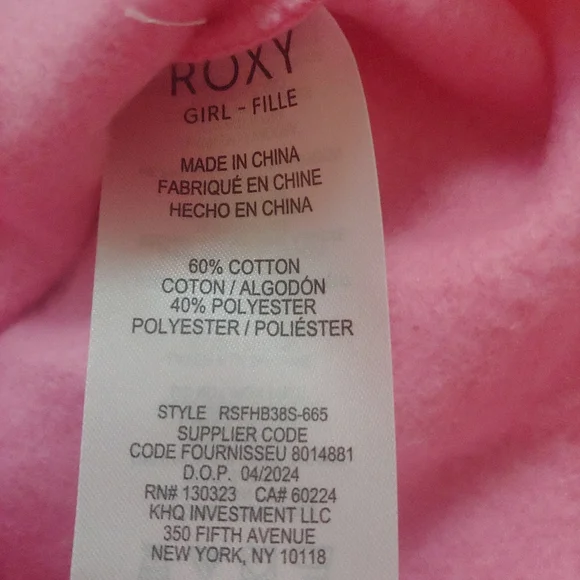 ROXY
GIRL - FILLE
MADE IN CHINA
FABRIQUÉ EN CHINE
HECHO EN CHINA
60% COTTON
COTON / ALGODÓN
40% POLYESTER
POLYESTER / POLIÉSTER
STYLE RSFHB38S-665
SUPPLIER CODE
CODE FOURNISSEU 8014881
D.O.P. 04/2024
RN# 130323 CA# 60224
KHQ INVESTMENT LLC
350 FIFTH AVENUE
NEW YORK, NY 10118